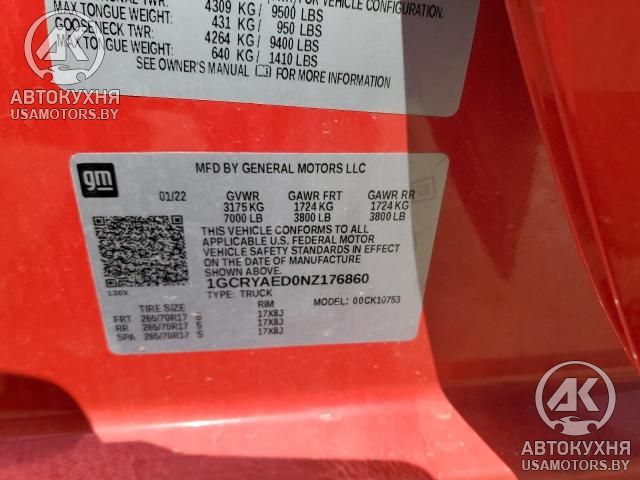 4309 KG / 9500 LBS
MAX TONGUE WEIGHT: 431 KG / 950 LBS
GOOSENECK TWR: 4264 KG / 9400 LBS
MAX TONGUE WEIGHT: 640 KG / 1410 LBS
SEE OWNER'S MANUAL FOR MORE INFORMATION
АВТОКУХНЯ
USAMOTORS.BY
gm
MFD BY GENERAL MOTORS LLC
01/22 GVWR GAWR FRT GAWR RR
3175 KG 1724 KG 1724 KG
7000 LB 3800 LB 3800 LB
THIS VEHICLE CONFORMS TO ALL
APPLICABLE U.S. FEDERAL MOTOR
VEHICLE SAFETY STANDARDS IN EFFECT
ON THE DATE OF MANUFACTURE
SHOWN ABOVE.
1GCRYAED0NZ176860
TYPE: TRUCK
130X MODEL: 00CK10753
TIRE SIZE RIM
FRT 265/70R17 S 17X8J
RR 265/70R17 S 17X8J
SPA 265/70R17 S 17X8J
АК
АВТОКУХНЯ
USAMOTORS.BY